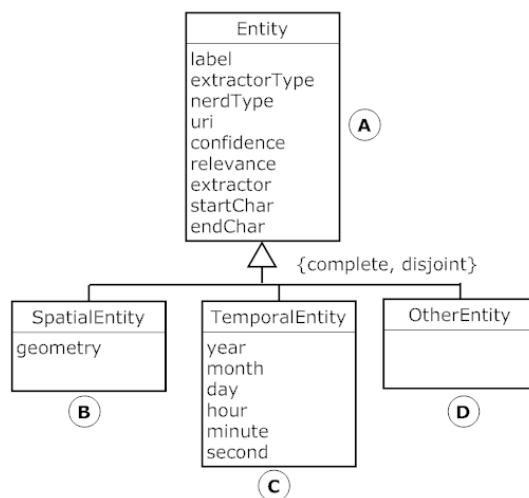 Entity
label
extractorType
nerdType
uri
confidence
relevance
extractor
startChar
endChar
A
{complete, disjoint}
SpatialEntity
geometry
B
TemporalEntity
year
month
day
hour
minute
second
C
OtherEntity
D